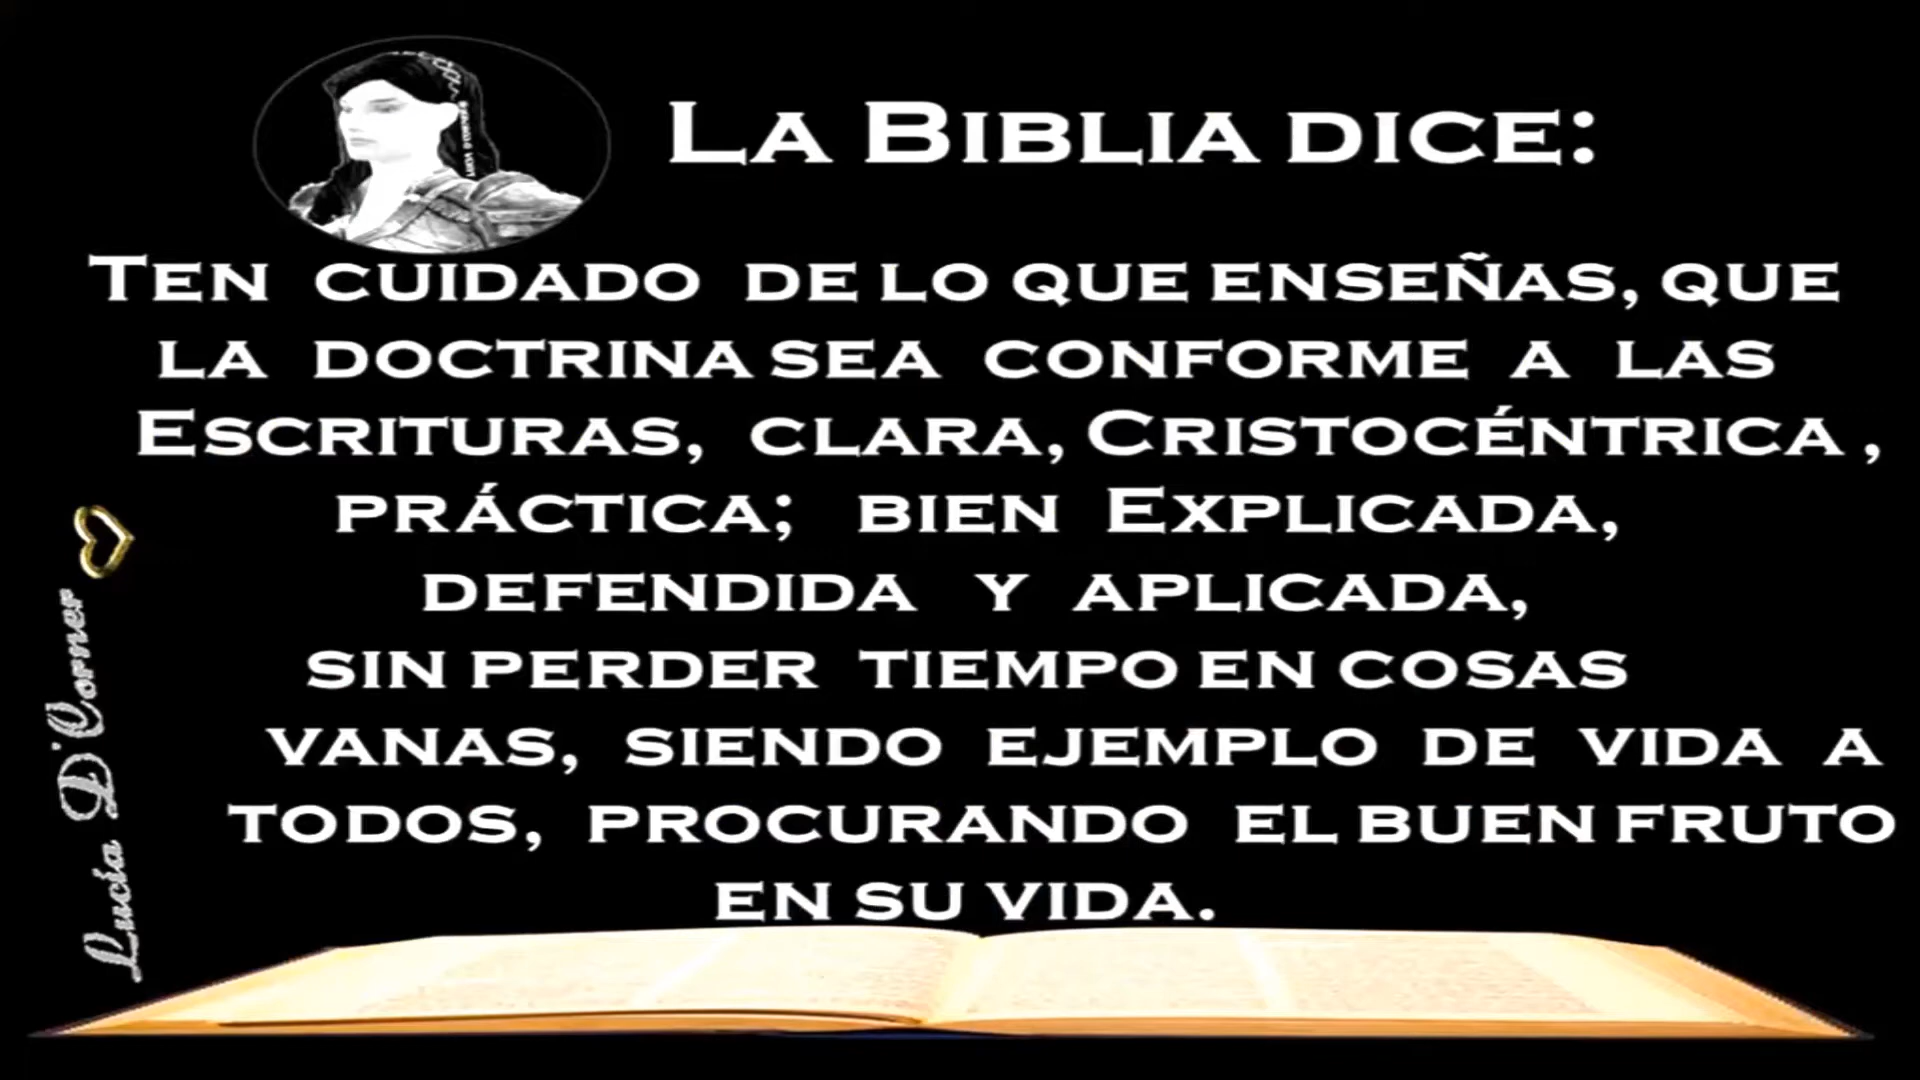 La Biblia dice:
Ten cuidado de lo que enseñas, que
la doctrina sea conforme a las
Escrituras, clara, Cristocéntrica ,
práctica; bien Explicada,
defendida y aplicada,
sin perder tiempo en cosas
vanas, siendo ejemplo de vida a
todos, procurando el buen fruto
en su vida.
Lucía D'Corner